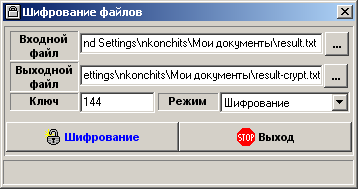 Шифрование файлов
Входной файл
nd Settings\nkonchits\Мои документы\result.txt
...
Выходной файл
ettings\nkonchits\Мои документы\result-crypt.txt
...
Ключ 144 Режим Шифрование
Шифрование STOP Выход